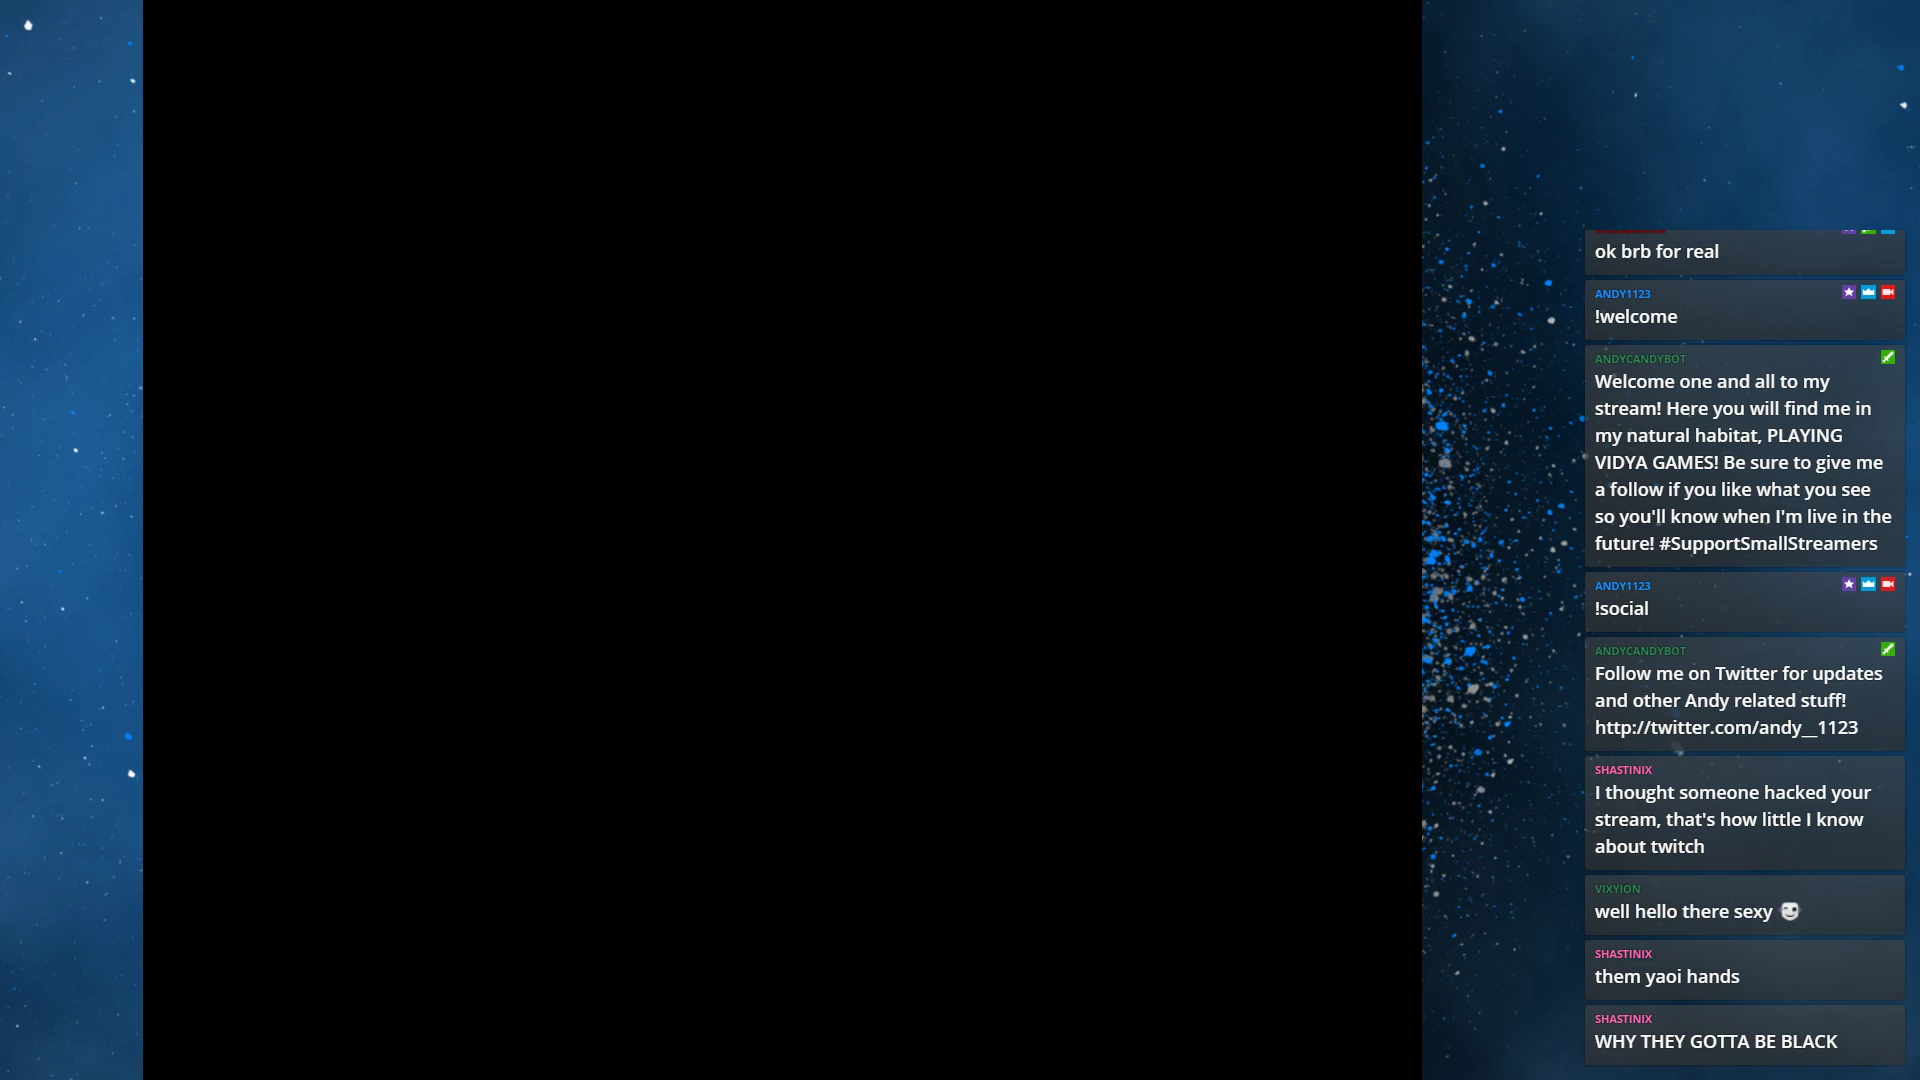 ok brb for real
ANDY1123
!welcome
ANDYCANDYBOT
Welcome one and all to my
stream! Here you will find me in
my natural habitat, PLAYING
VIDYA GAMES! Be sure to give me
a follow if you like what you see
so you'll know when I'm live in the
future! #SupportSmallStreamers
ANDY1123
!social
ANDYCANDYBOT
Follow me on Twitter for updates
and other Andy related stuff!
http://twitter.com/andy__1123
SHASTINIX
I thought someone hacked your
stream, that's how little I know
about twitch
VIXYION
well hello there sexy
SHASTINIX
them yaoi hands
SHASTINIX
WHY THEY GOTTA BE BLACK